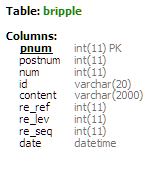 Table: bripple
Columns:
pnum int(11) PK
postnum int(11)
num int(11)
id varchar(20)
content varchar(2000)
re_ref int(11)
re_lev int(11)
re_seq int(11)
date datetime